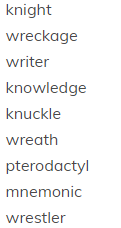 knight
wreckage
writer
knowledge
knuckle
wreath
pterodactyl
mnemonic
wrestler